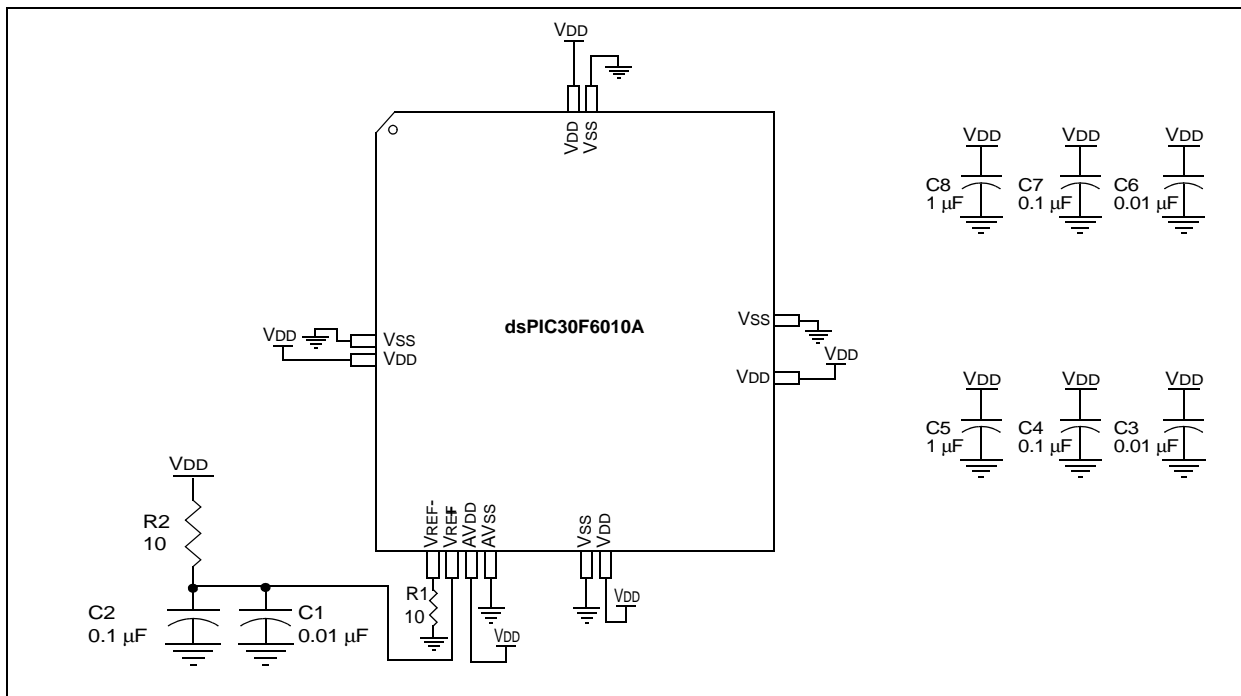 VDD
VDD
VSS
VDD
VDD
VDD
C8
1 µF
C7
0.1 µF
C6
0.01 µF
dsPIC30F6010A
VDD
VSS
VDD
VSS
VDD
VDD
VDD
VDD
VDD
C5
1 µF
C4
0.1 µF
C3
0.01 µF
VDD
R2
10
C2
0.1 µF
C1
0.01 µF
VREF-
VREF+
AVDD
AVSS
VSS
VDD
R1
10
VDD
VDD